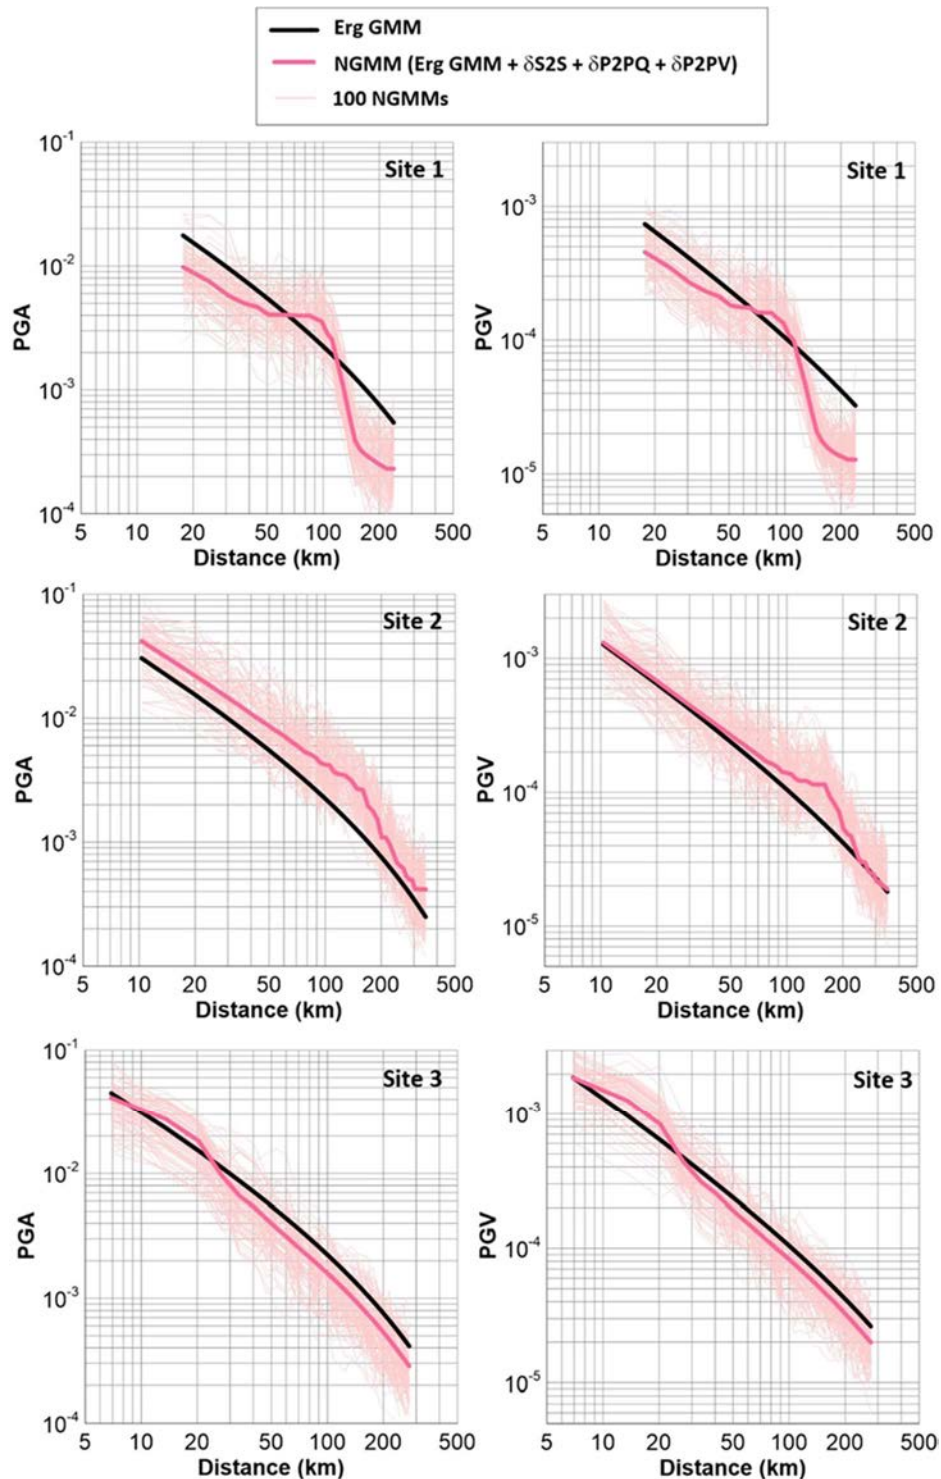 Erg GMM
NGMM (Erg GMM + δS2S + δP2PQ + δP2PV)
100 NGMMs
10-1
10-2
10-3
10-4
PGA
Site 1
5 10 20 50 100 200 500
Distance (km)
10-3
10-4
10-5
PGV
Site 1
5 10 20 50 100 200 500
Distance (km)
10-1
10-2
10-3
10-4
PGA
Site 2
5 10 20 50 100 200 500
Distance (km)
10-3
10-4
10-5
PGV
Site 2
5 10 20 50 100 200 500
Distance (km)
10-1
10-2
10-3
10-4
PGA
Site 3
5 10 20 50 100 200 500
Distance (km)
10-3
10-4
10-5
PGV
Site 3
5 10 20 50 100 200 500
Distance (km)